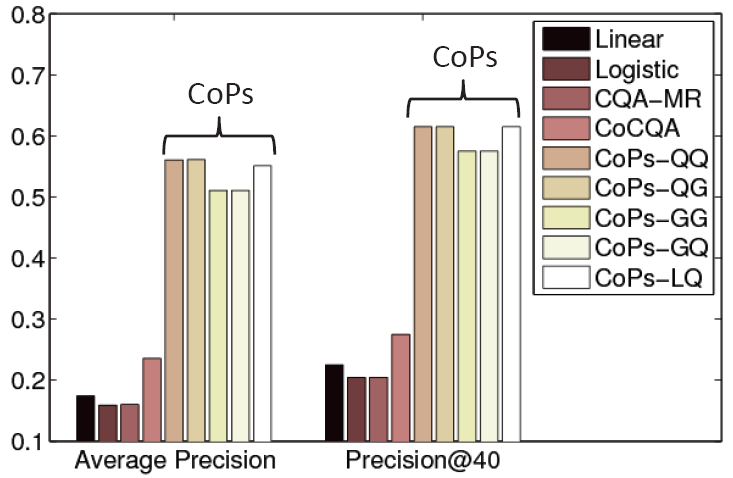 0.8
0.7
0.6
0.5
0.4
0.3
0.2
0.1
CoPs
CoPs
Linear
Logistic
CQA-MR
CoCQA
CoPs-QQ
CoPs-QG
CoPs-GG
CoPs-GQ
CoPs-LQ
Average Precision
Precision@40